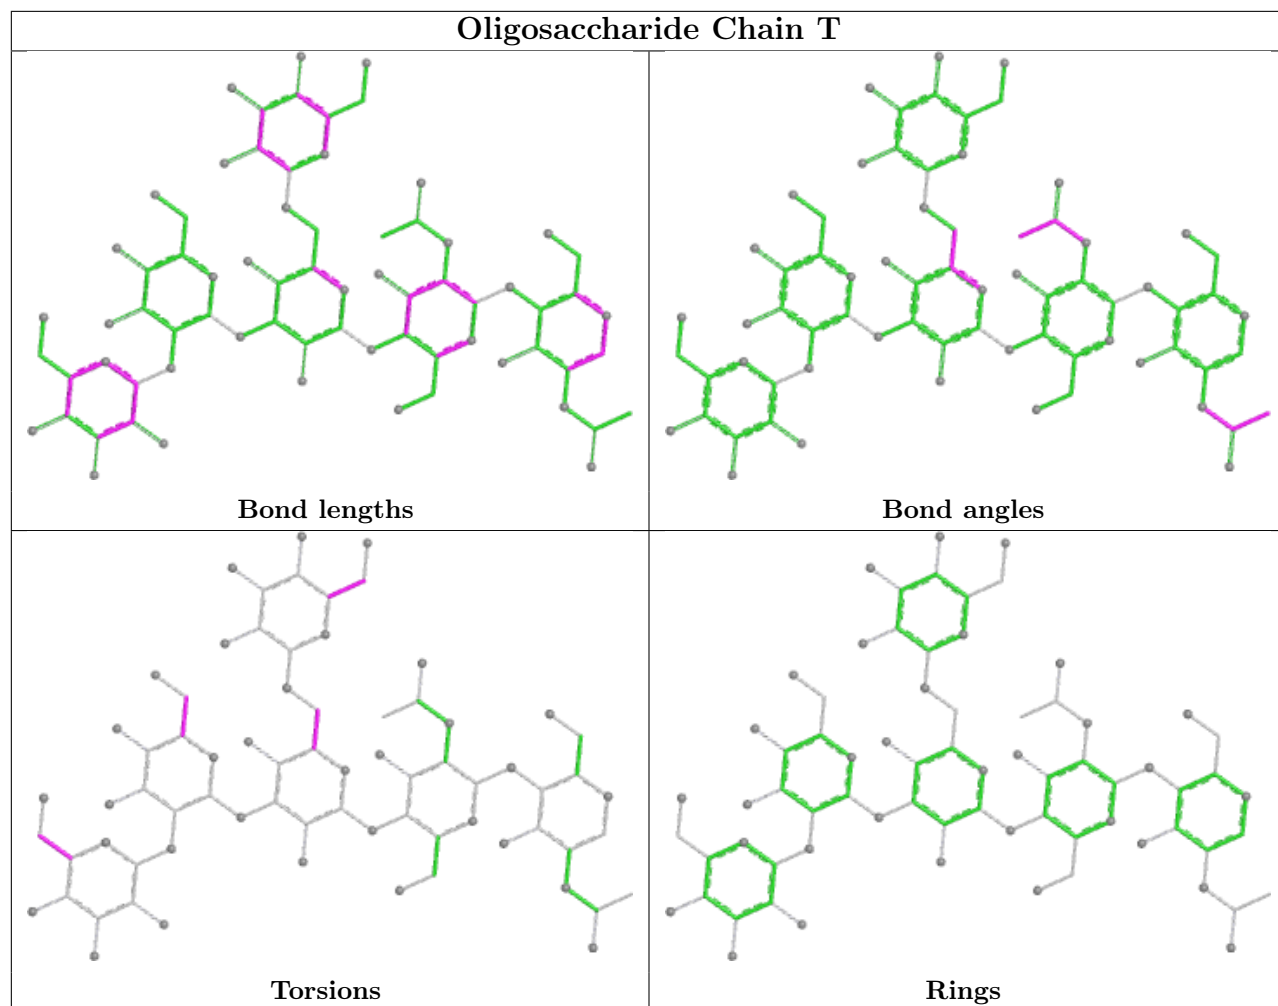 Oligosaccharide Chain T
Bond lengths
Bond angles
Torsions
Rings